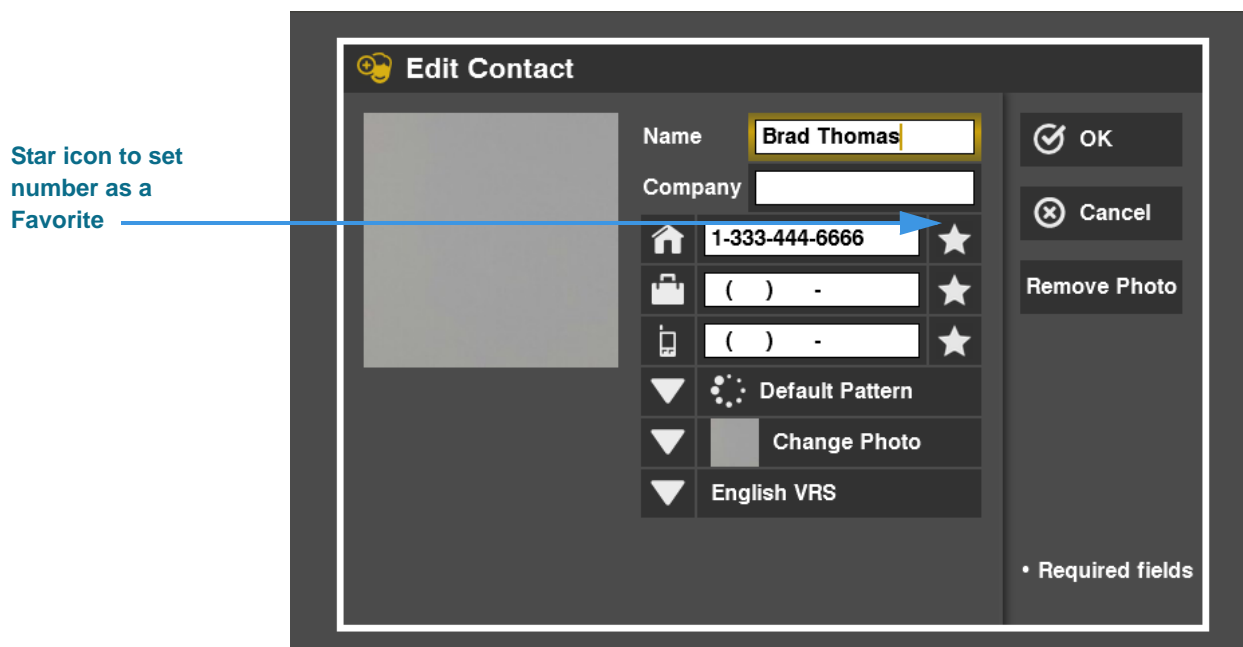 Edit Contact
Star icon to set
number as a
Favorite
Name Brad Thomas
Company
1-333-444-6666
( ) -
( ) -
Default Pattern
Change Photo
English VRS
OK
Cancel
Remove Photo
• Required fields